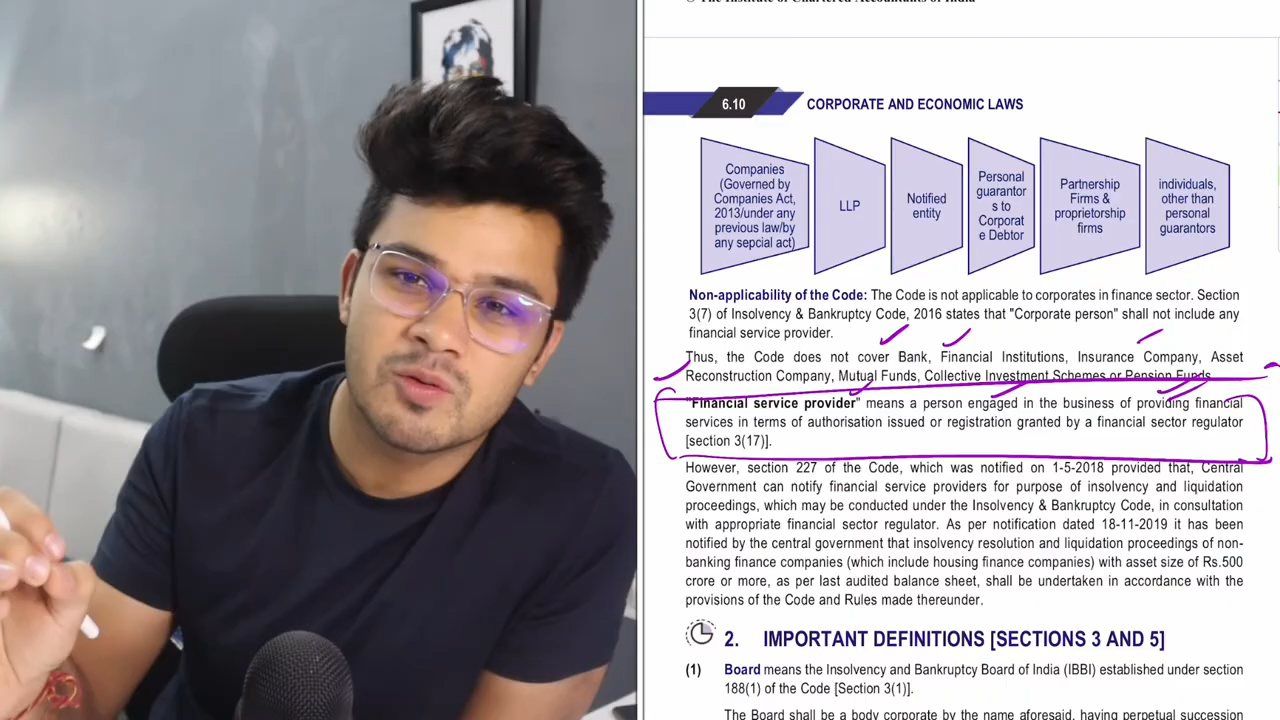 © The Institute of Chartered Accountants of India
6.10
CORPORATE AND ECONOMIC LAWS
Companies
(Governed by
Companies Act,
2013/under any
previous law/by
any sepcial act)
LLP
Notified
entity
Personal
guarantor
s to
Corporat
e Debtor
Partnership
Firms &
proprietorship
firms
individuals,
other than
personal
guarantors
Non-applicability of the Code: The Code is not applicable to corporates in finance sector. Section
3(7) of Insolvency & Bankruptcy Code, 2016 states that "Corporate person" shall not include any
financial service provider.
Thus, the Code does not cover Bank, Financial Institutions, Insurance Company, Asset
Reconstruction Company, Mutual Funds, Collective Investment Schemes or Pension Funds.
"Financial service provider" means a person engaged in the business of providing financial
services in terms of authorisation issued or registration granted by a financial sector regulator
[section 3(17)].
However, section 227 of the Code, which was notified on 1-5-2018 provided that, Central
Government can notify financial service providers for purpose of insolvency and liquidation
proceedings, which may be conducted under the Insolvency & Bankruptcy Code, in consultation
with appropriate financial sector regulator. As per notification dated 18-11-2019 it has been
notified by the central government that insolvency resolution and liquidation proceedings of non-
banking finance companies (which include housing finance companies) with asset size of Rs.500
crore or more, as per last audited balance sheet, shall be undertaken in accordance with the
provisions of the Code and Rules made thereunder.
2. IMPORTANT DEFINITIONS [SECTIONS 3 AND 5]
(1) Board means the Insolvency and Bankruptcy Board of India (IBBI) established under section
188(1) of the Code [Section 3(1)].
The Board shall be a body corporate by the name aforesaid, having perpetual succession